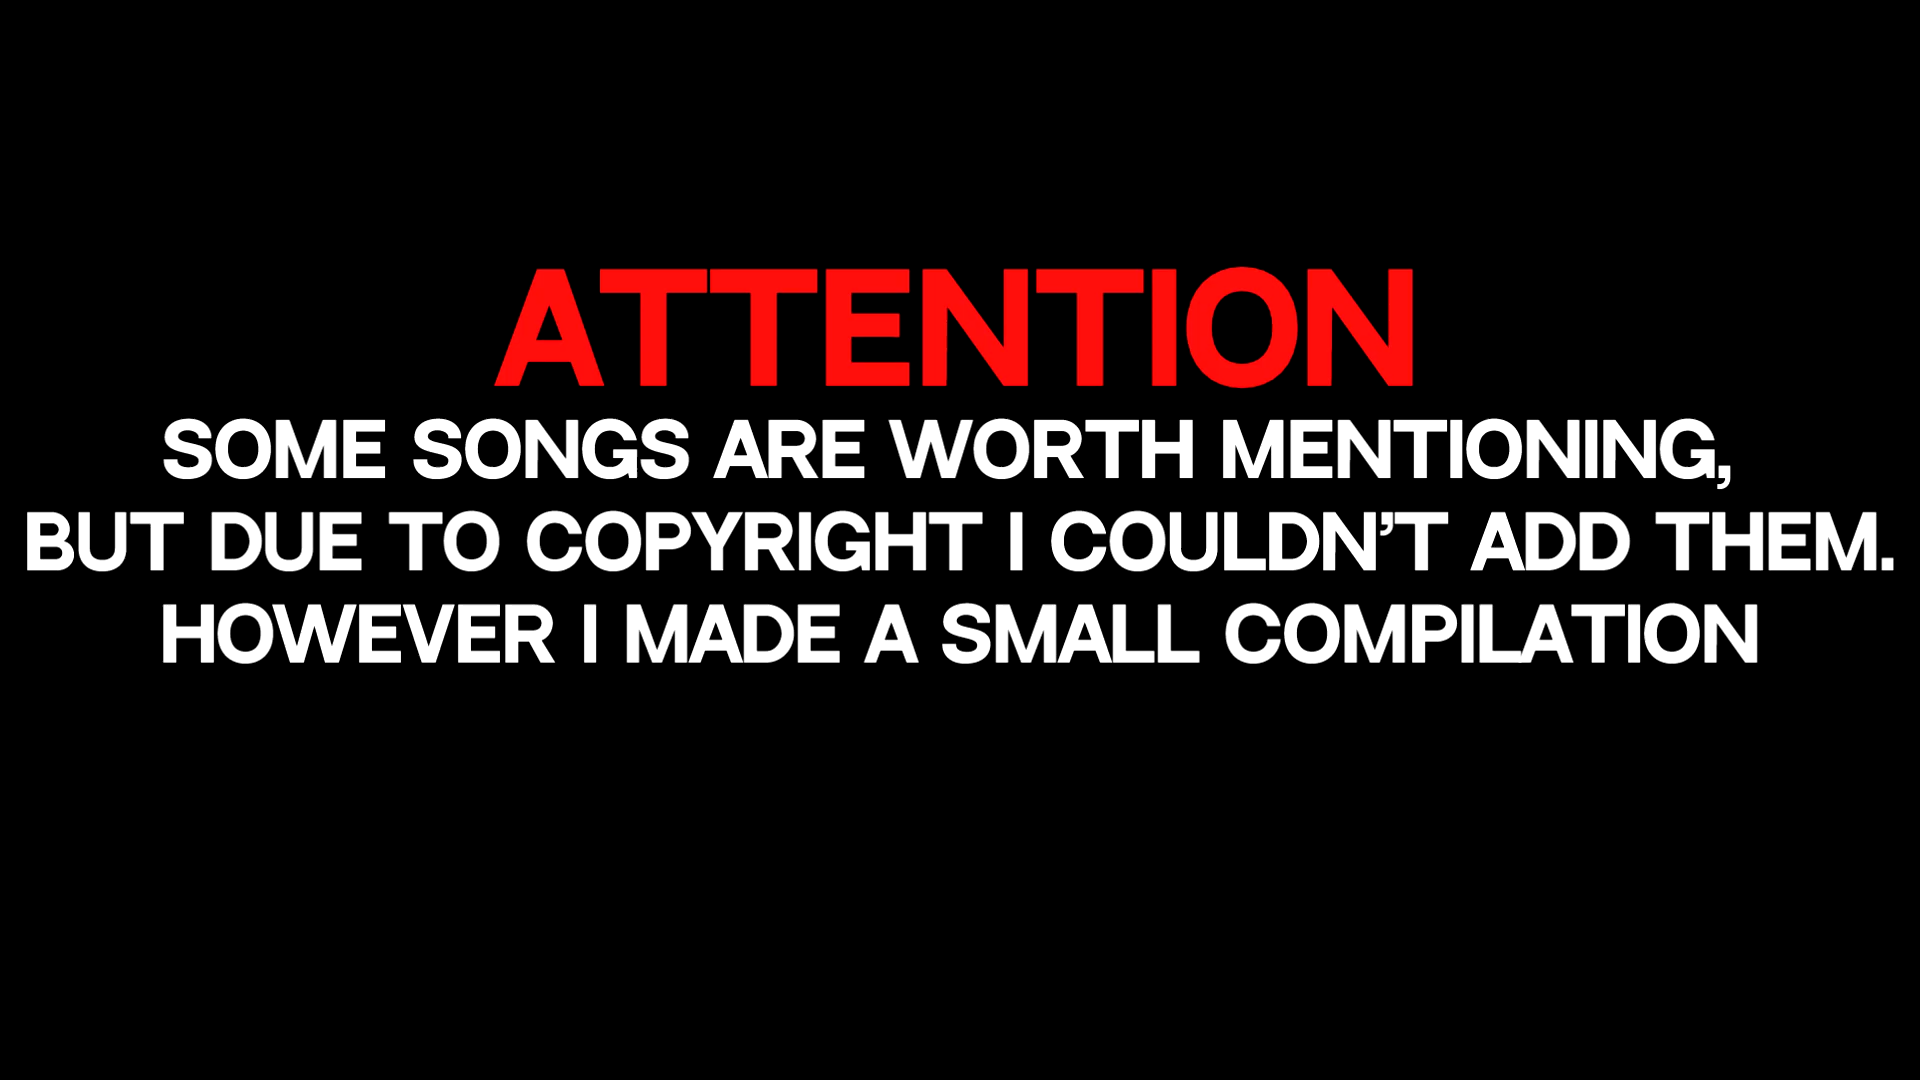 ATTENTION
SOME SONGS ARE WORTH MENTIONING,
BUT DUE TO COPYRIGHT I COULDN’T ADD THEM.
HOWEVER I MADE A SMALL COMPILATION